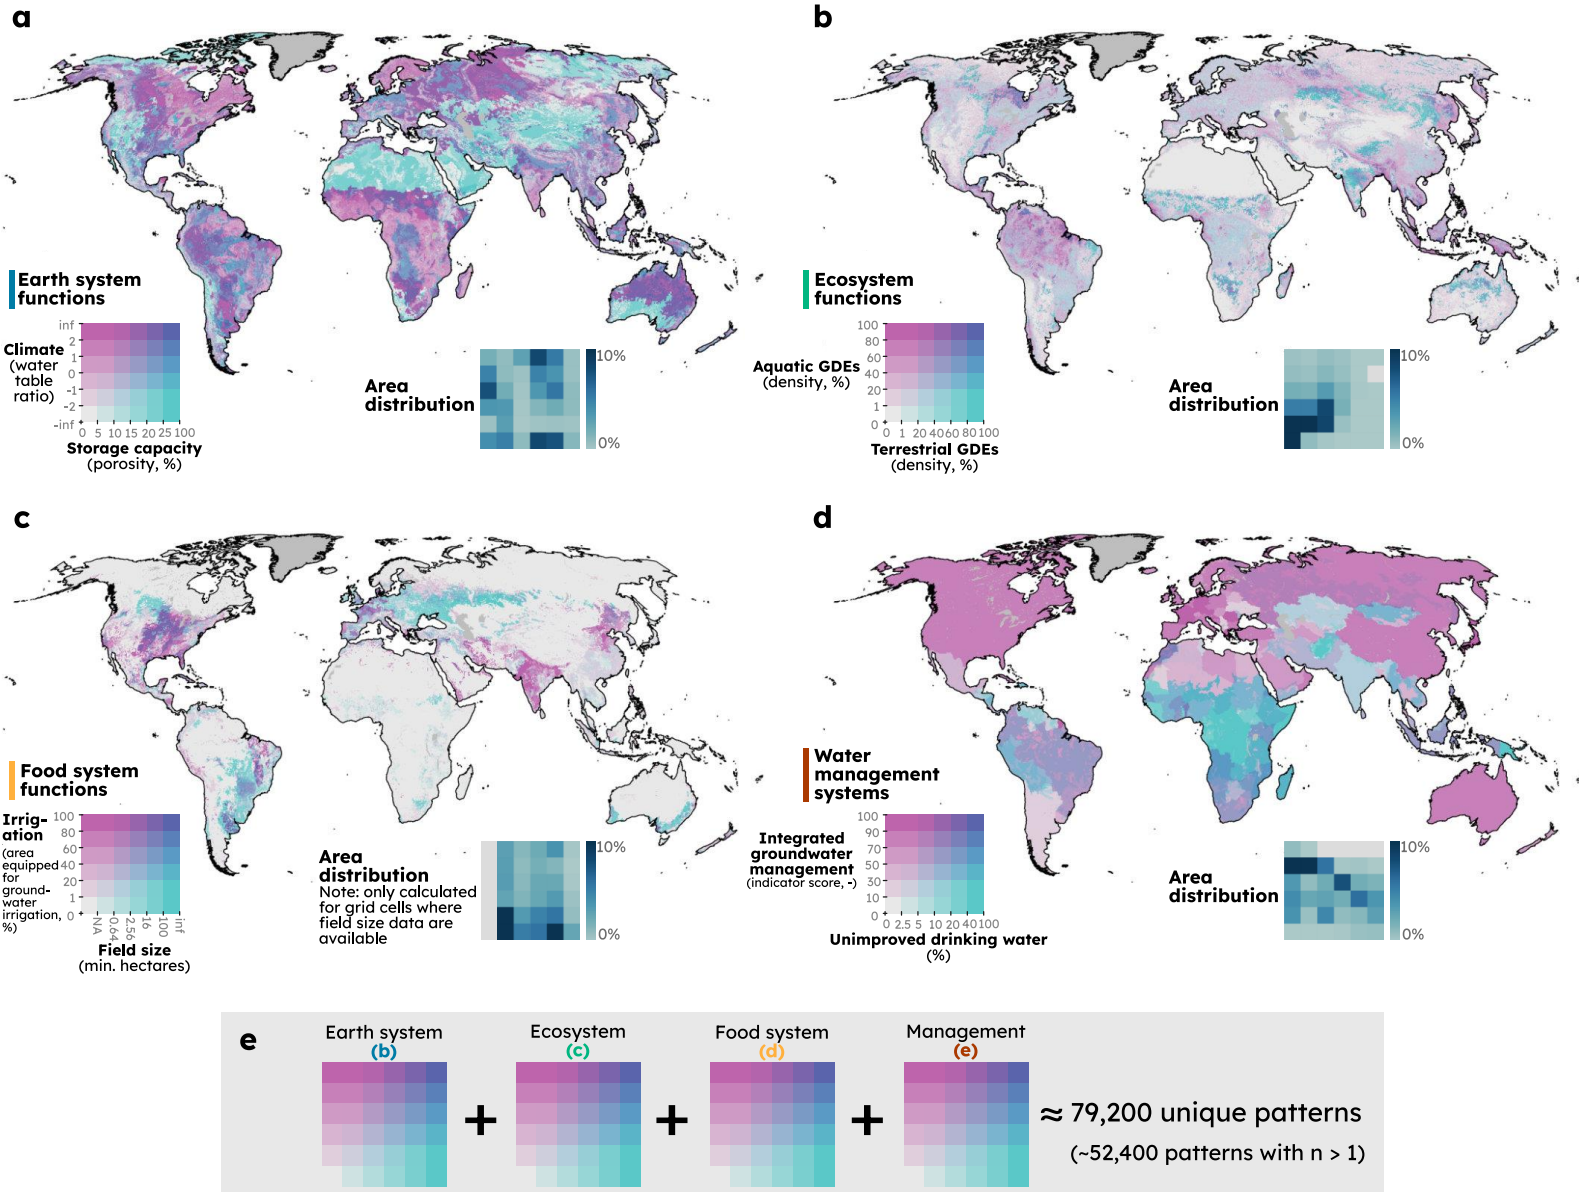 a
Earth system
functions
Climate
(water
table
ratio)
inf
2
1
0
-1
-2
-inf
0 5 10 15 20 25 100
Storage capacity
(porosity, %)
Area
distribution
10%
0%
b
Ecosystem
functions
Aquatic GDEs
(density, %)
100
80
60
40
20
1
0
0 1 20 40 60 80 100
Terrestrial GDEs
(density, %)
Area
distribution
10%
0%
c
Food system
functions
Irrig-
ation
(area
equipped
for
ground-
water
irrigation,
%)
100
80
60
40
20
1
0
NA 0.64 2.56 16 100 inf
Field size
(min. hectares)
Area
distribution
Note: only calculated
for grid cells where
field size data are
available
10%
0%
d
Water
management
systems
Integrated
groundwater
management
(indicator score, -)
100
90
70
50
30
10
0
0 2.5 5 10 20 40 100
Unimproved drinking water
(%)
Area
distribution
10%
0%
e
Earth system
(b)
Ecosystem
(c)
Food system
(d)
Management
(e)
+ + +
≈ 79,200 unique patterns
(~52,400 patterns with n > 1)